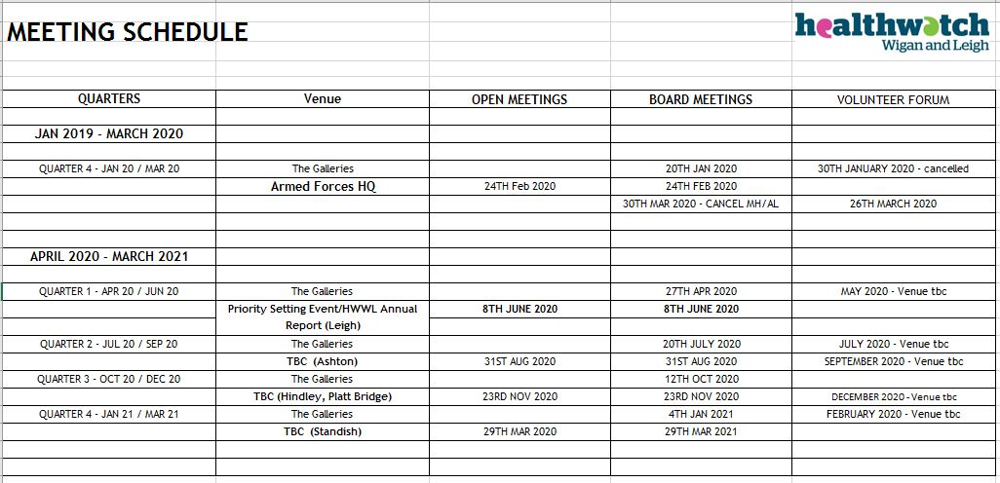 MEETING SCHEDULE
healthwatch
Wigan and Leigh
QUARTERS Venue OPEN MEETINGS BOARD MEETINGS VOLUNTEER FORUM
JAN 2019 - MARCH 2020
QUARTER 4 - JAN 20 / MAR 20 The Galleries 20TH JAN 2020 30TH JANUARY 2020 - cancelled
Armed Forces HQ 24TH Feb 2020 24TH FEB 2020
30TH MAR 2020 - CANCEL MH/AL 26TH MARCH 2020
APRIL 2020 - MARCH 2021
QUARTER 1 - APR 20 / JUN 20 The Galleries 27TH APR 2020 MAY 2020 - Venue tbc
Priority Setting Event/HWWL Annual 8TH JUNE 2020 8TH JUNE 2020
Report (Leigh)
QUARTER 2 - JUL 20 / SEP 20 The Galleries 20TH JULY 2020 JULY 2020 - Venue tbc
TBC (Ashton) 31ST AUG 2020 31ST AUG 2020 SEPTEMBER 2020 - Venue tbc
QUARTER 3 - OCT 20 / DEC 20 The Galleries 12TH OCT 2020
TBC (Hindley, Platt Bridge) 23RD NOV 2020 23RD NOV 2020 DECEMBER 2020 - Venue tbc
QUARTER 4 - JAN 21 / MAR 21 The Galleries 4TH JAN 2021 FEBRUARY 2020 - Venue tbc
TBC (Standish) 29TH MAR 2020 29TH MAR 2021